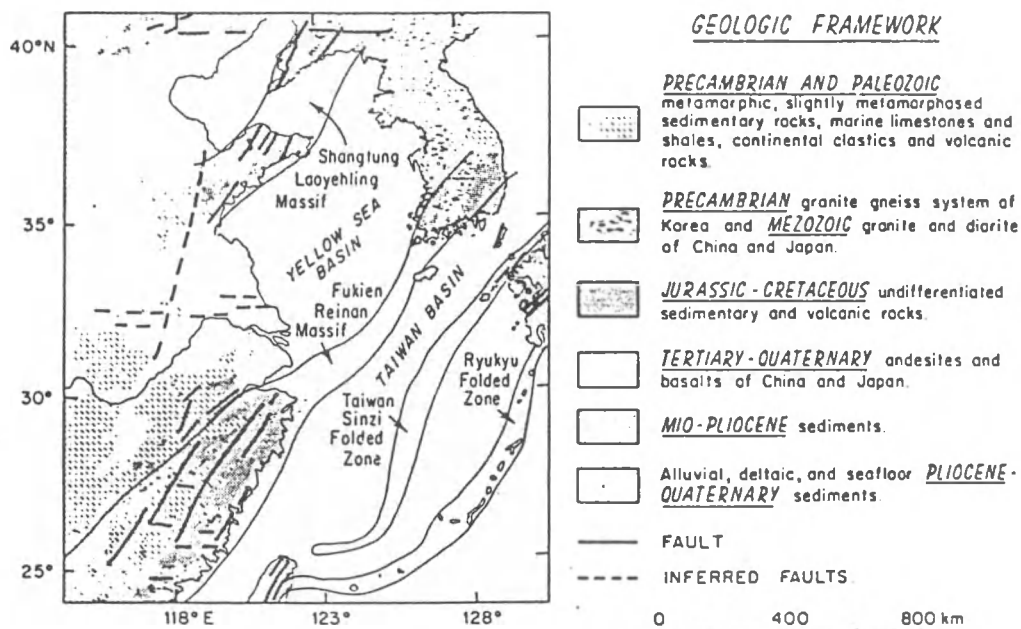 40°N
35°
30°
25°
118°E
123°
128°
Shangtung
Laoyehling
Massif
YELLOW SEA
BASIN
Fukien
Reinan
Massif
TAIWAN BASIN
Taiwan
Sinzi
Folded
Zone
Ryukyu
Folded
Zone
GEOLOGIC FRAMEWORK
PRECAMBRIAN AND PALEOZOIC
metamorphic, slightly metamorphosed
sedimentary rocks, marine limestones and
shales, continental clastics and volcanic
rocks.
PRECAMBRIAN granite gneiss system of
Korea and MEZOZOIC granite and diorite
of China and Japan.
JURASSIC-CRETACEOUS undifferentiated
sedimentary and volcanic rocks.
TERTIARY-QUATERNARY andesites and
basalts of China and Japan.
MIO-PLIOCENE sediments.
Alluvial, deltaic, and seafloor PLIOCENE-
QUATERNARY sediments.
FAULT
INFERRED FAULTS
0 400 800 km